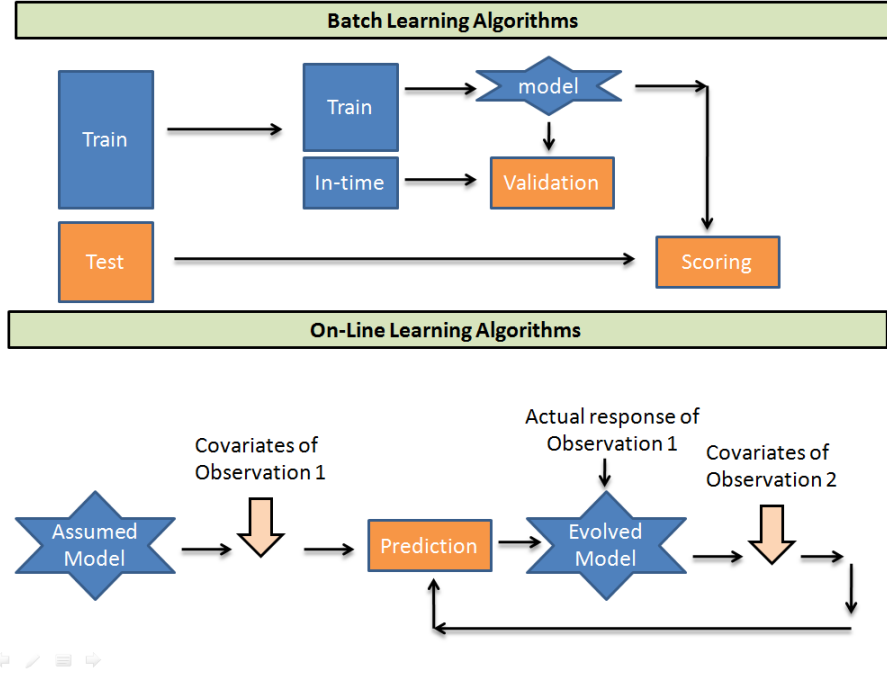 Batch Learning Algorithms
Train
Train
model
In-time
Validation
Test
Scoring
On-Line Learning Algorithms
Covariates of
Observation 1
Actual response of
Observation 1
Covariates of
Observation 2
Assumed
Model
Prediction
Evolved
Model